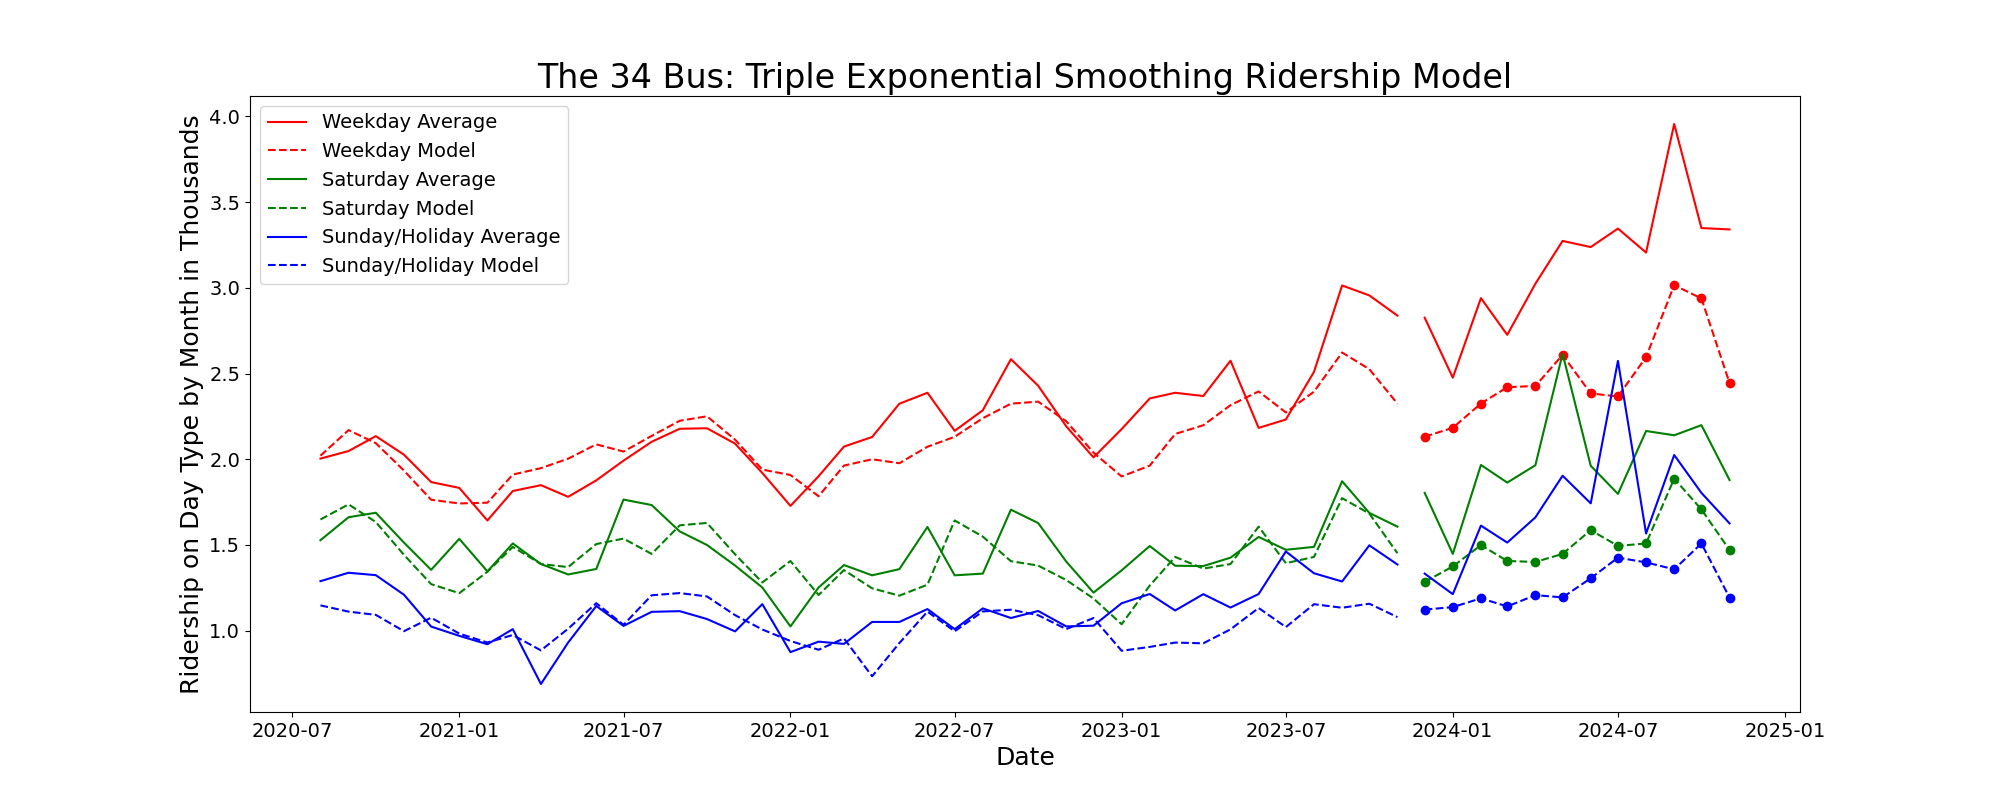 The 34 Bus: Triple Exponential Smoothing Ridership Model
Ridership on Day Type by Month in Thousands
4.0
3.5
3.0
2.5
2.0
1.5
1.0
Weekday Average
Weekday Model
Saturday Average
Saturday Model
Sunday/Holiday Average
Sunday/Holiday Model
2020-07 2021-01 2021-07 2022-01 2022-07 2023-01 2023-07 2024-01 2024-07 2025-01
Date